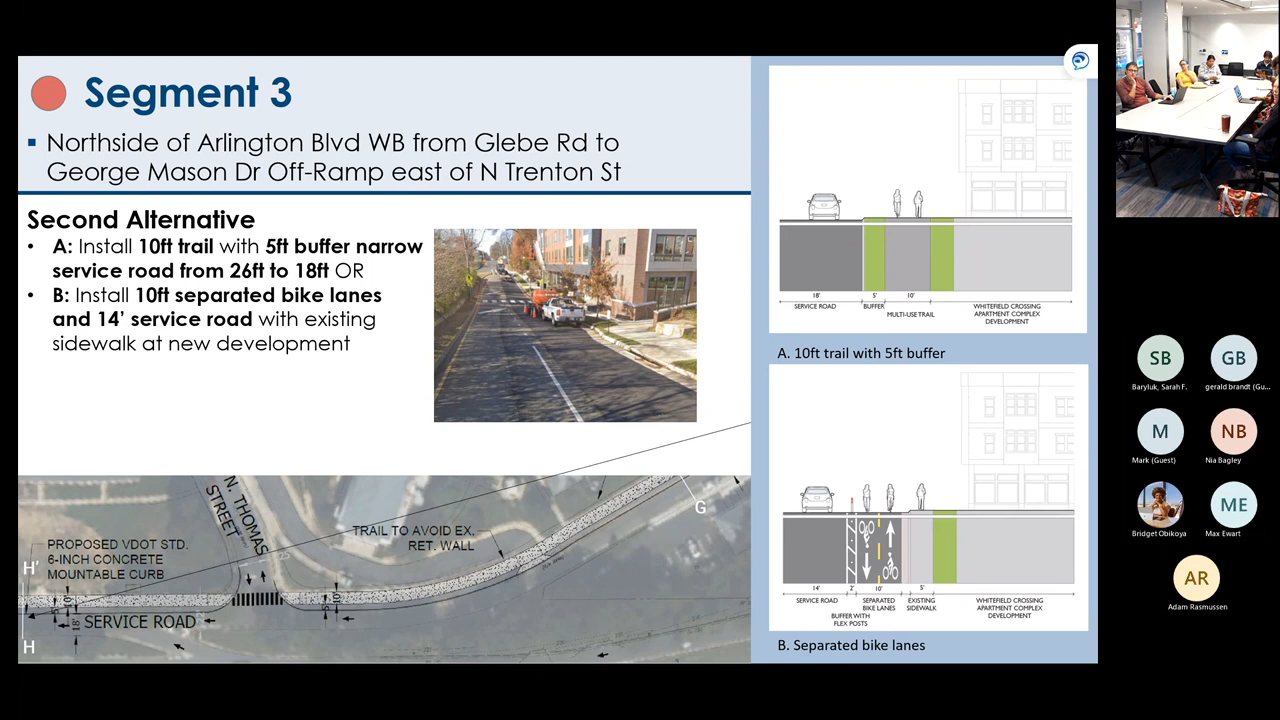 Segment 3
▪ Northside of Arlington Blvd WB from Glebe Rd to
George Mason Dr Off-Ramp east of N Trenton St
Second Alternative
• A: Install 10ft trail with 5ft buffer narrow
service road from 26ft to 18ft OR
• B: Install 10ft separated bike lanes
and 14’ service road with existing
sidewalk at new development
N. THOMAS
STREET
TRAIL TO AVOID EX.
RET. WALL
PROPOSED VDOT STD.
6-INCH CONCRETE
MOUNTABLE CURB
G
H'
SERVICE ROAD
18'
H
18' 5' 10'
SERVICE ROAD BUFFER WHITEFIELD CROSSING
MULTI-USE TRAIL APARTMENT COMPLEX
DEVELOPMENT
A. 10ft trail with 5ft buffer
14' 2' 10' 5'
SERVICE ROAD SEPARATED EXISTING WHITEFIELD CROSSING
BIKE LANES SIDEWALK APARTMENT COMPLEX
BUFFER WITH DEVELOPMENT
FLEX POSTS
B. Separated bike lanes
SB GB
Baryluk, Sarah F. gerald brandt (Gu...
M NB
Mark (Guest) Nia Bagley
ME
Bridget Obikoya Max Ewart
AR
Adam Rasmussen